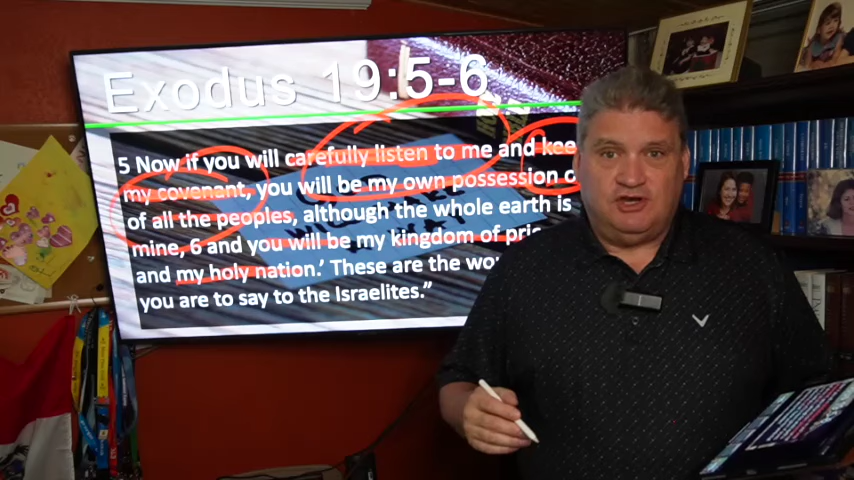 Exodus 19:5-6
5 Now if you will carefully listen to me and kee
my covenant, you will be my own possession o
of all the peoples, although the whole earth is
mine, 6 and you will be my kingdom of pri
and my holy nation.' These are the wo
you are to say to the Israelites."